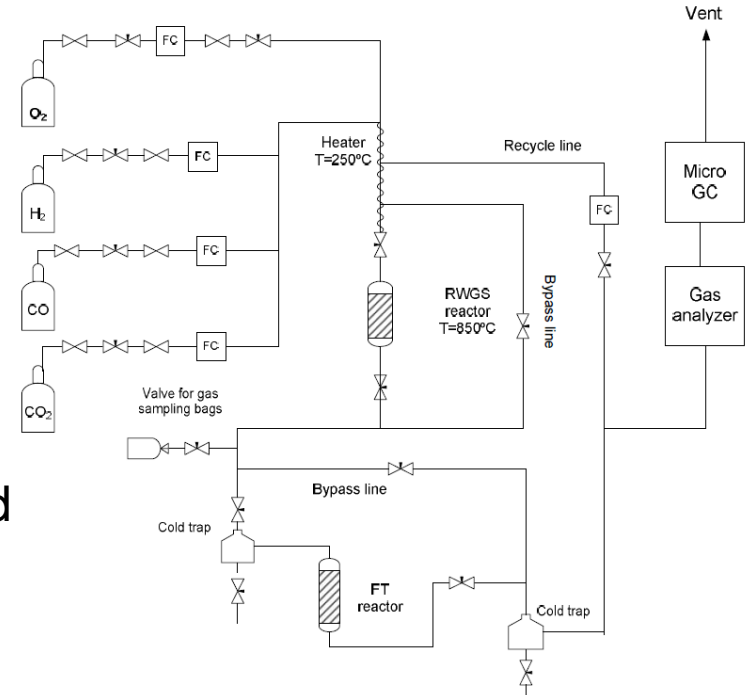 Vent
FC
O₂
Heater
T=250ºC
Recycle line
Micro
GC
FC
H₂
FC
FC
CO
Bypass line
RWGS
reactor
T=850ºC
Gas
analyzer
FC
CO₂
Valve for gas
sampling bags
d
Bypass line
Cold trap
FT
reactor
Cold trap